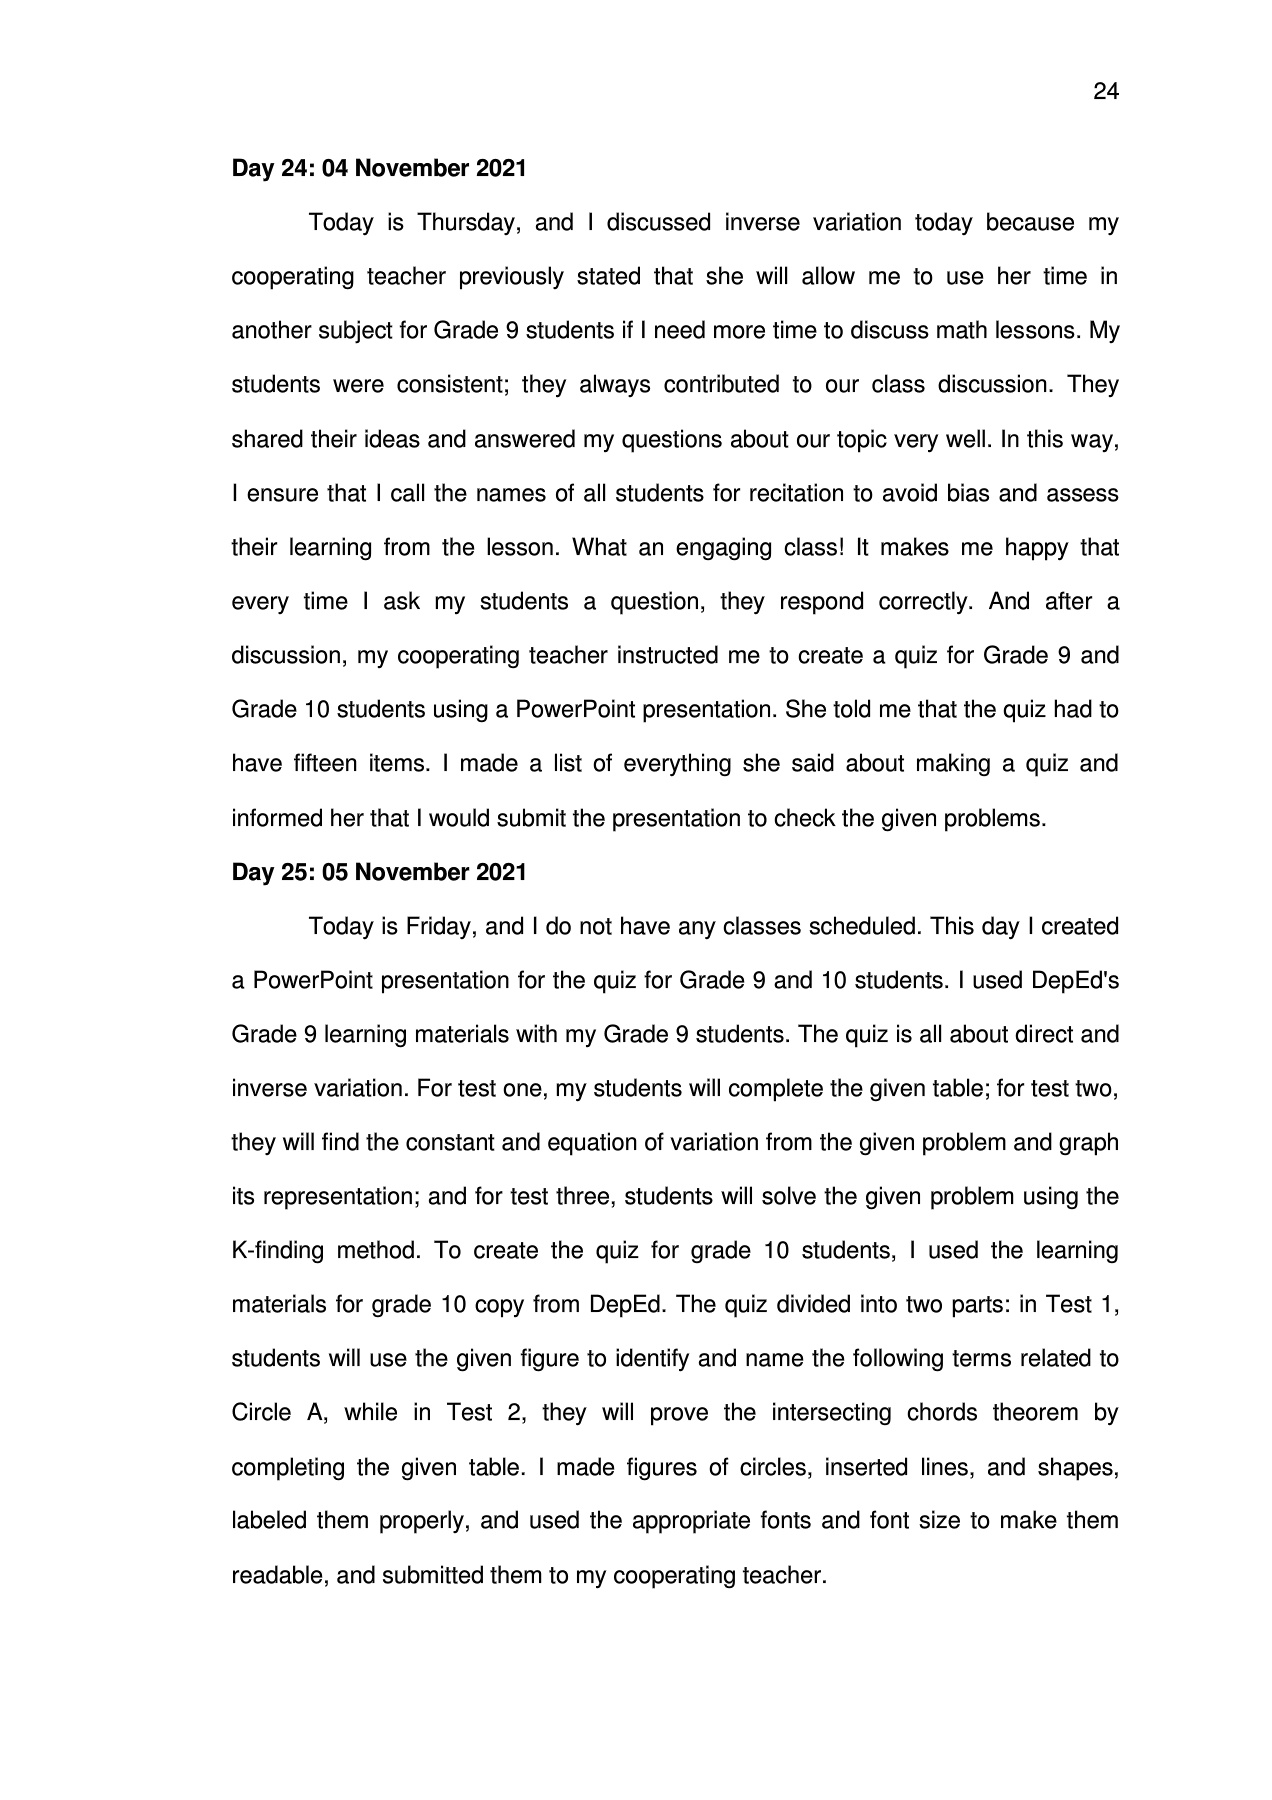 24
Day 24: 04 November 2021
Today is Thursday, and I discussed inverse variation today because my
cooperating teacher previously stated that she will allow me to use her time in
another subject for Grade 9 students if I need more time to discuss math lessons. My
students were consistent; they always contributed to our class discussion. They
shared their ideas and answered my questions about our topic very well. In this way,
I ensure that I call the names of all students for recitation to avoid bias and assess
their learning from the lesson. What an engaging class! It makes me happy that
every time I ask my students a question, they respond correctly. And after a
discussion, my cooperating teacher instructed me to create a quiz for Grade 9 and
Grade 10 students using a PowerPoint presentation. She told me that the quiz had to
have fifteen items. I made a list of everything she said about making a quiz and
informed her that I would submit the presentation to check the given problems.
Day 25: 05 November 2021
Today is Friday, and I do not have any classes scheduled. This day I created
a PowerPoint presentation for the quiz for Grade 9 and 10 students. I used DepEd's
Grade 9 learning materials with my Grade 9 students. The quiz is all about direct and
inverse variation. For test one, my students will complete the given table; for test two,
they will find the constant and equation of variation from the given problem and graph
its representation; and for test three, students will solve the given problem using the
K-finding method. To create the quiz for grade 10 students, I used the learning
materials for grade 10 copy from DepEd. The quiz divided into two parts: in Test 1,
students will use the given figure to identify and name the following terms related to
Circle A, while in Test 2, they will prove the intersecting chords theorem by
completing the given table. I made figures of circles, inserted lines, and shapes,
labeled them properly, and used the appropriate fonts and font size to make them
readable, and submitted them to my cooperating teacher.